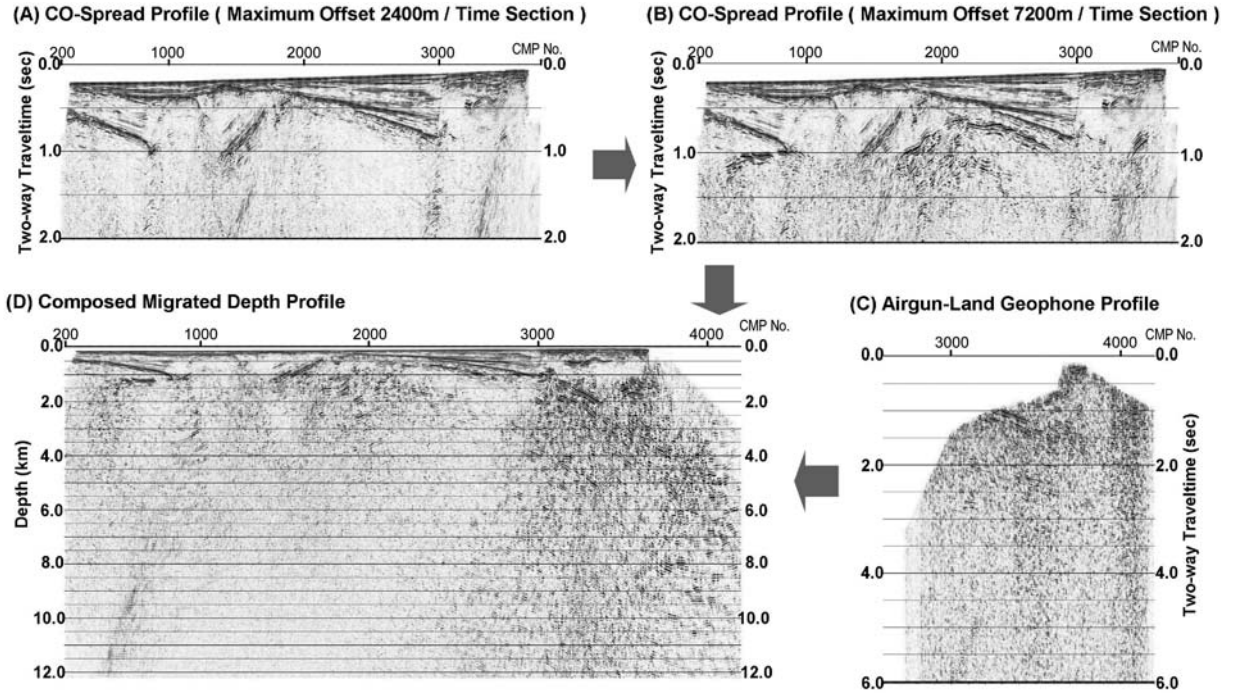 (A) CO-Spread Profile ( Maximum Offset 2400m / Time Section )
200 1000 2000 3000 CMP No.
0.0 0.0
1.0 1.0
2.0 2.0
Two-way Traveltime (sec)
(B) CO-Spread Profile ( Maximum Offset 7200m / Time Section )
200 1000 2000 3000 CMP No.
0.0 0.0
1.0 1.0
2.0 2.0
Two-way Traveltime (sec)
(D) Composed Migrated Depth Profile
200 1000 2000 3000 4000 CMP No.
0.0 0.0
2.0 2.0
4.0 4.0
6.0 6.0
8.0 8.0
10.0 10.0
12.0 12.0
Depth (km)
(C) Airgun-Land Geophone Profile
3000 4000 CMP No.
0.0 0.0
2.0 2.0
4.0 4.0
6.0 6.0
Two-way Traveltime (sec)